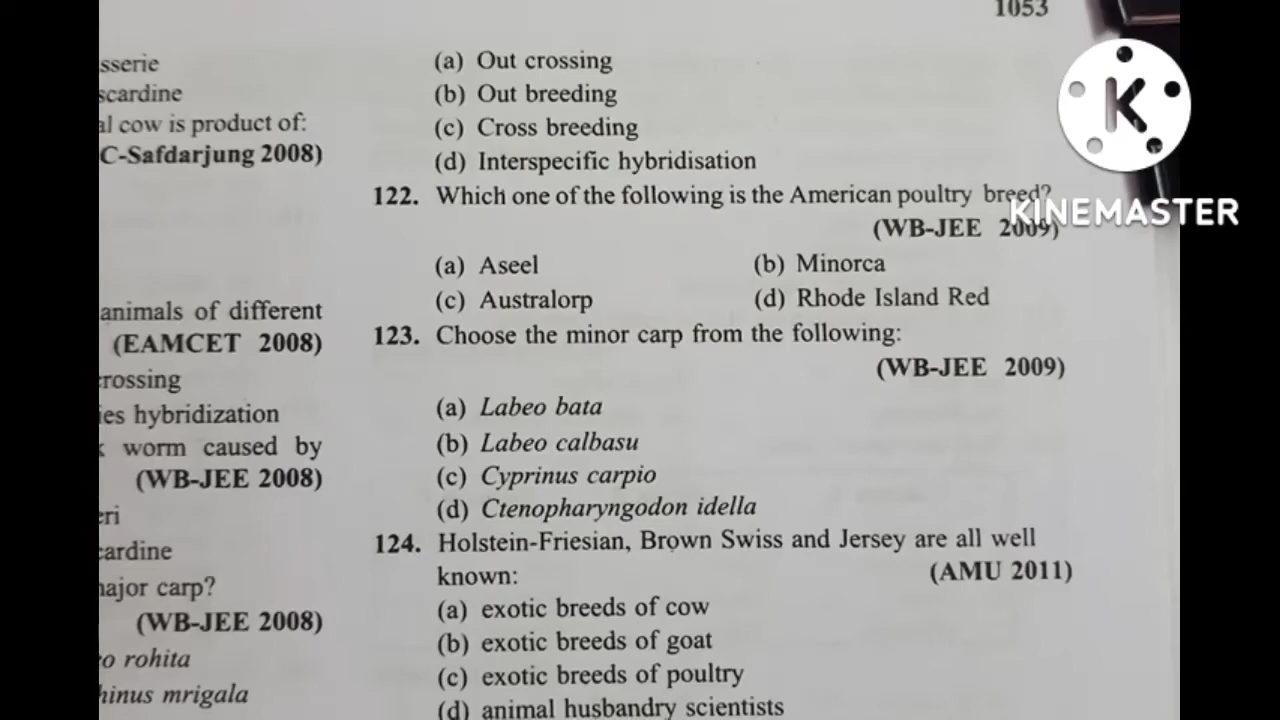 1053
sserie
scardine
al cow is product of:
C-Safdarjung 2008)
animals of different
(EAMCET 2008)
rossing
ies hybridization
worm caused by
(WB-JEE 2008)
eri
cardine
major carp?
(WB-JEE 2008)
o rohita
hinus mrigala
(a) Out crossing
(b) Out breeding
(c) Cross breeding
(d) Interspecific hybridisation
122. Which one of the following is the American poultry breed?
(WB-JEE 2009)
(a) Aseel (b) Minorca
(c) Australorp (d) Rhode Island Red
123. Choose the minor carp from the following:
(WB-JEE 2009)
(a) Labeo bata
(b) Labeo calbasu
(c) Cyprinus carpio
(d) Ctenopharyngodon idella
124. Holstein-Friesian, Brown Swiss and Jersey are all well
known: (AMU 2011)
(a) exotic breeds of cow
(b) exotic breeds of goat
(c) exotic breeds of poultry
(d) animal husbandry scientists
K
KINEMASTER